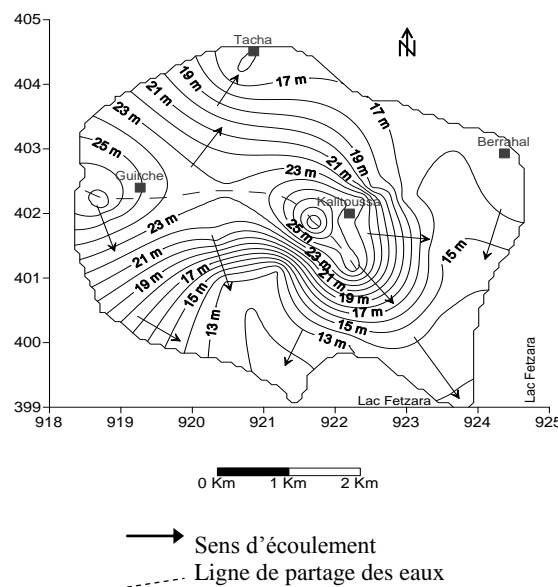 405
404
403
402
401
400
399
918
919
920
921
922
923
924
925
N
Tacha
Guirche
Kalitoussa
Berrahal
17 m
19 m
21 m
23 m
25 m
17 m
19 m
21 m
23 m
25 m
23 m
21 m
19 m
17 m
15 m
13 m
23 m
21 m
19 m
17 m
15 m
13 m
15 m
Lac Fetzara
Lac Fetzara
0 Km 1 Km 2 Km
Sens d'écoulement
Ligne de partage des eaux